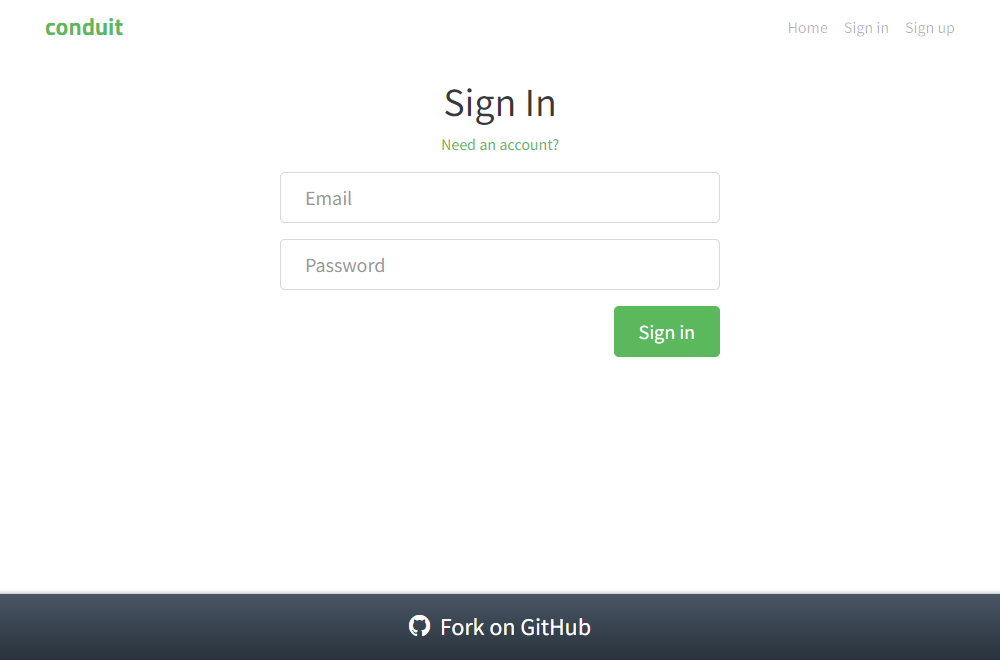 conduit
Home Sign in Sign up
Sign In
Need an account?
Email
Password
Sign in
Fork on GitHub